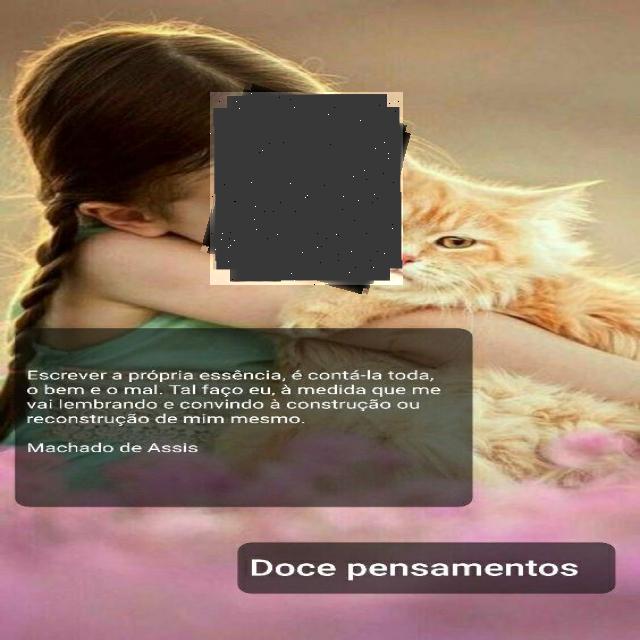 Escrever a própria essência, é contá-la toda,
o bem e o mal. Tal faço eu, à medida que me
vai lembrando e convindo à construção ou
reconstrução de mim mesmo.
Machado de Assis
Doce pensamentos